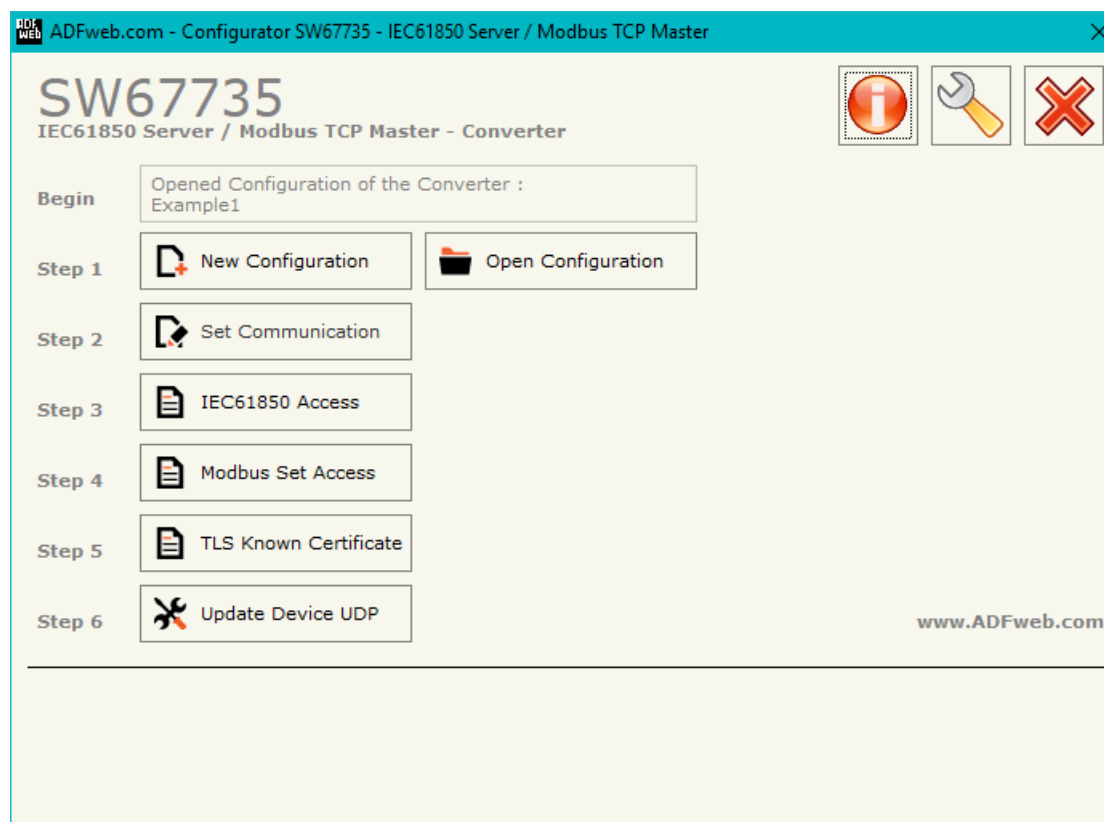 ADF
WEB
ADFweb.com - Configurator SW67735 - IEC61850 Server / Modbus TCP Master
SW67735
IEC61850 Server / Modbus TCP Master - Converter
Begin
Opened Configuration of the Converter :
Example1
Step 1
New Configuration
Open Configuration
Step 2
Set Communication
Step 3
IEC61850 Access
Step 4
Modbus Set Access
Step 5
TLS Known Certificate
Step 6
Update Device UDP
www.ADFweb.com